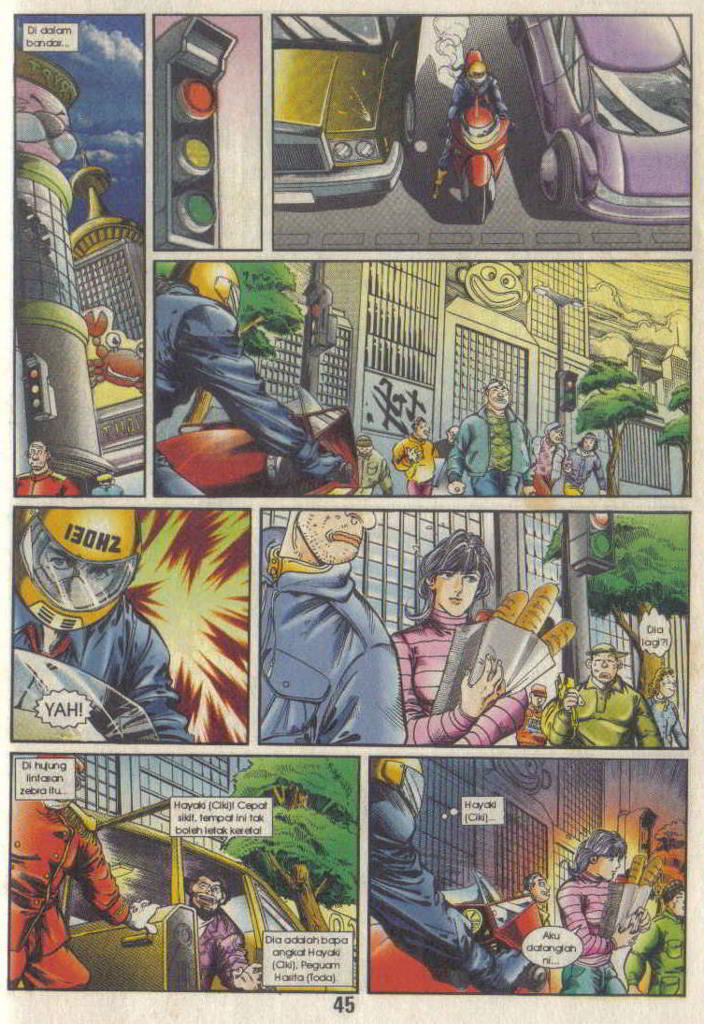 Di dalam
bandar...
130HZ
YAH!
Dia
lagi?!
Di hujung
lintasan
zebra itu...
Hayaki (Ciki)! Cepat
sikit, tempat ini tak
boleh letak kereta!
Dia adalah bapa
angkat Hayaki
(Ciki), Peguam
Harita (Toda).
Hayaki
(Ciki)...
Aku
datanglah
ni...
45